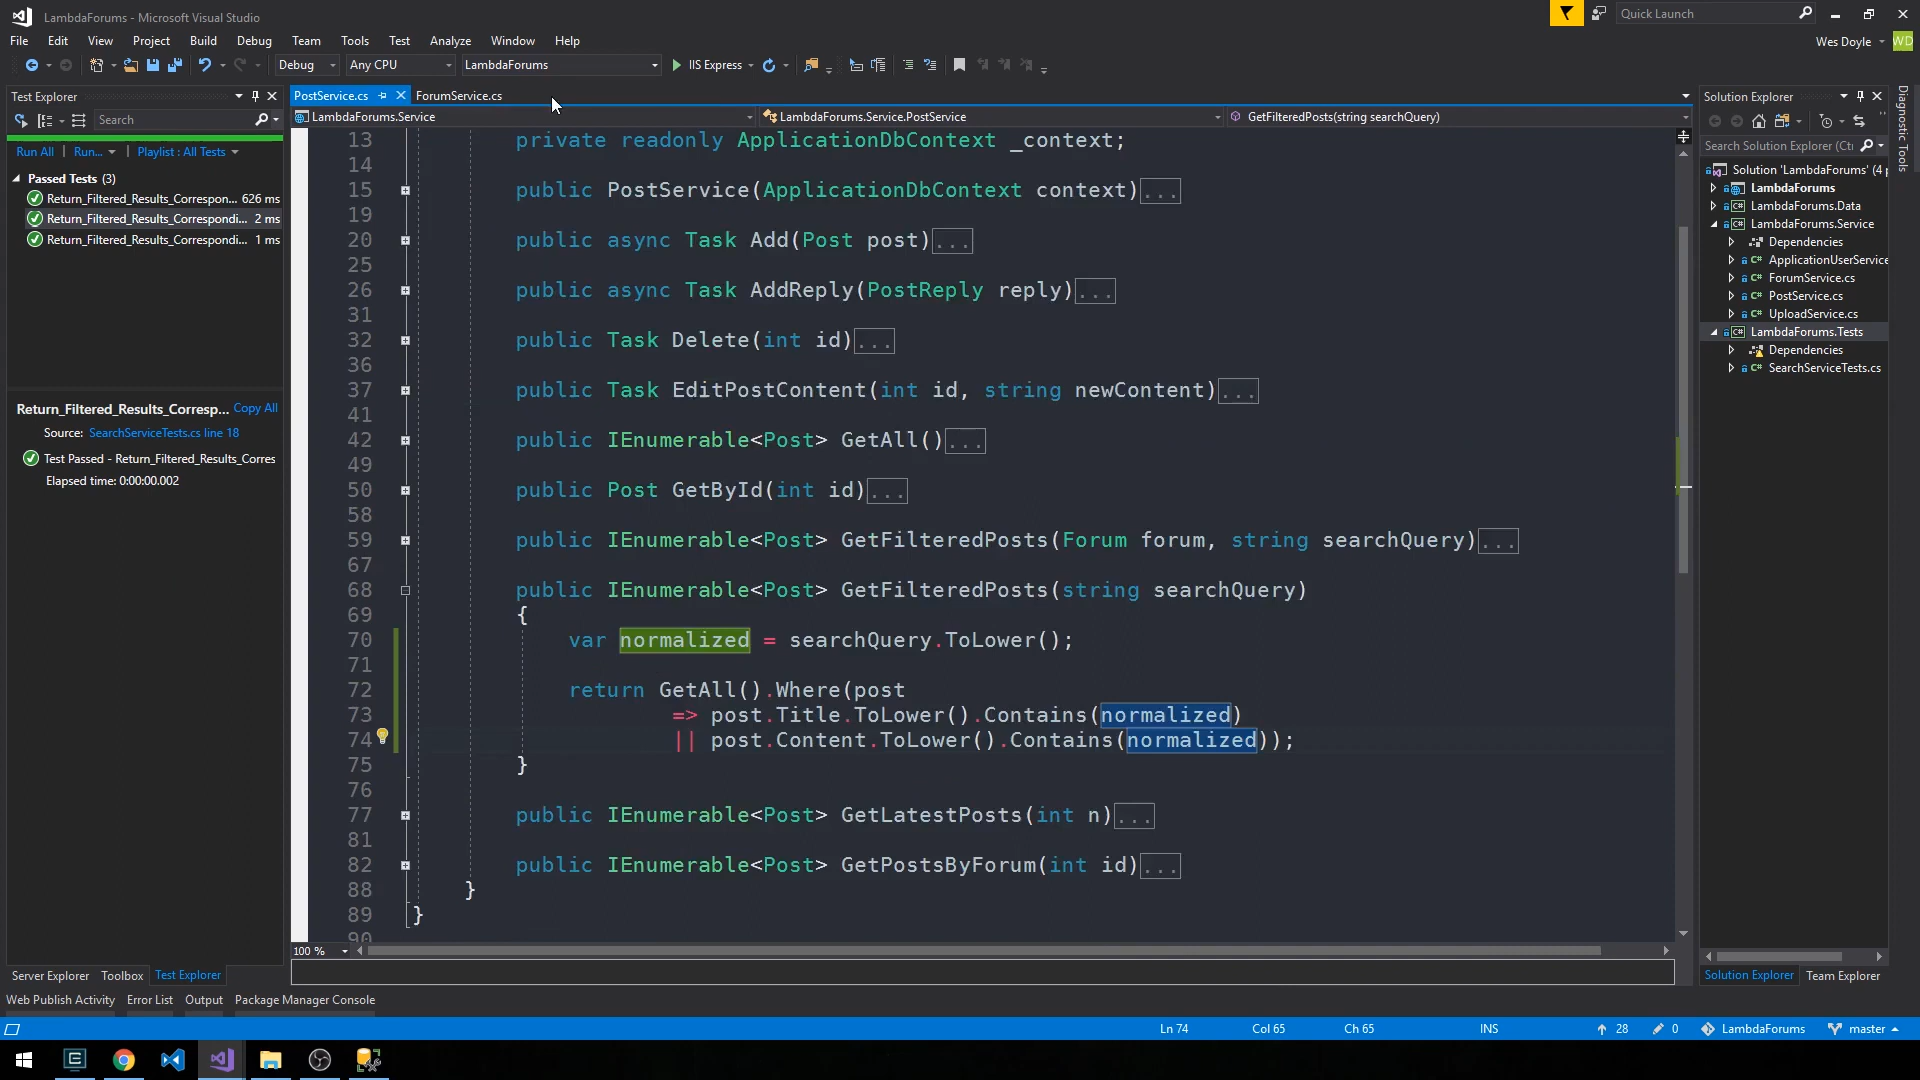 LambdaForums - Microsoft Visual Studio
Quick Launch
File Edit View Project Build Debug Team Tools Test Analyze Window Help
Wes Doyle WD
Debug Any CPU LambdaForums IIS Express
Test Explorer
Search
Run All | Run... | Playlist : All Tests
Passed Tests (3)
Return_Filtered_Results_Correspon... 626 ms
Return_Filtered_Results_Correspondi... 2 ms
Return_Filtered_Results_Correspondi... 1 ms
Return_Filtered_Results_Corresp... Copy All
Source: SearchServiceTests.cs line 18
Test Passed - Return_Filtered_Results_Corres
Elapsed time: 0:00:00.002
Server Explorer Toolbox Test Explorer
PostService.cs ForumService.cs
LambdaForums.Service LambdaForums.Service.PostService GetFilteredPosts(string searchQuery)
13 private readonly ApplicationDbContext _context;
14
15 public PostService(ApplicationDbContext context)...
19
20 public async Task Add(Post post)...
25
26 public async Task AddReply(PostReply reply)...
31
32 public Task Delete(int id)...
36
37 public Task EditPostContent(int id, string newContent)...
41
42 public IEnumerable<Post> GetAll()...
49
50 public Post GetById(int id)...
58
59 public IEnumerable<Post> GetFilteredPosts(Forum forum, string searchQuery)...
67
68 public IEnumerable<Post> GetFilteredPosts(string searchQuery)
69 {
70 var normalized = searchQuery.ToLower();
71
72 return GetAll().Where(post
73 => post.Title.ToLower().Contains(normalized)
74 || post.Content.ToLower().Contains(normalized));
75 }
76
77 public IEnumerable<Post> GetLatestPosts(int n)...
81
82 public IEnumerable<Post> GetPostsByForum(int id)...
88 }
89 }
90
100 %
Solution Explorer
Search Solution Explorer (Ctr
Solution 'LambdaForums' (4 p
LambdaForums
LambdaForums.Data
LambdaForums.Service
Dependencies
ApplicationUserService
ForumService.cs
PostService.cs
UploadService.cs
LambdaForums.Tests
Dependencies
SearchServiceTests.cs
Solution Explorer Team Explorer
Diagnostic Tools
Web Publish Activity Error List Output Package Manager Console
Ln 74 Col 65 Ch 65 INS 28 0 LambdaForums master